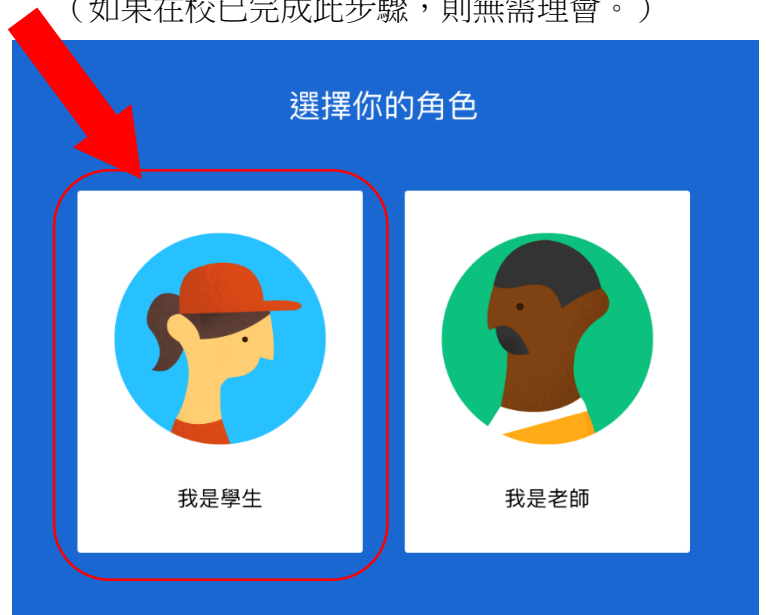 （如果在校已完成此步驟，則無需理會。）
選擇你的角色
我是學生
我是老師